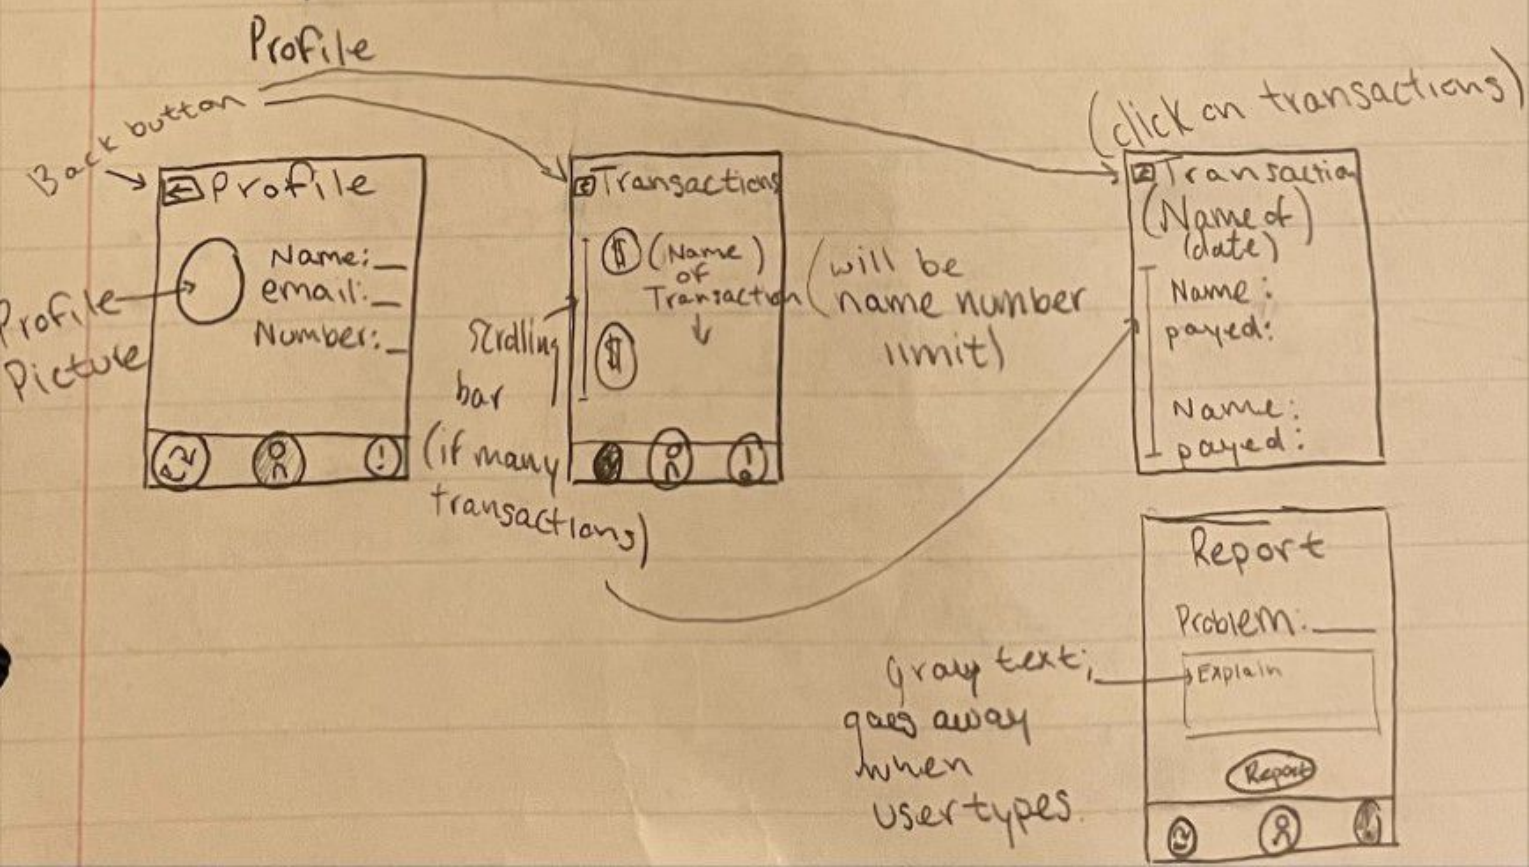 Profile
Back button
Profile
Name:_
email:_
Number:_
Profile
Picture
Transactions
$ (Name)
of
Transaction
↓
$
(will be
name number
limit)
Scrolling
bar
(if many
transactions)
(click on transactions)
Transaction
(Name of)
(date)
Name:
payed:
Name:
payed:
Report
Problem:___
Explain
Report
Gray text,
goes away
when
user types.